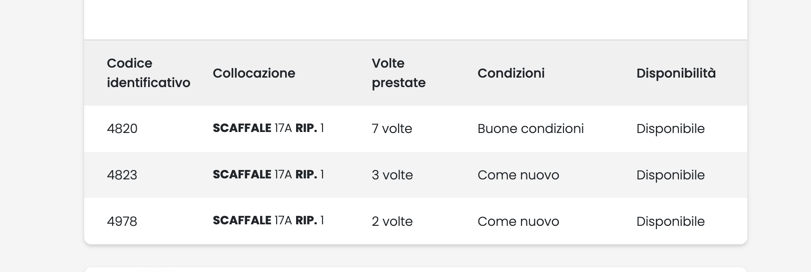 Codice identificativo Collocazione Volte prestate Condizioni Disponibilità
4820 SCAFFALE 17A RIP. 1 7 volte Buone condizioni Disponibile
4823 SCAFFALE 17A RIP. 1 3 volte Come nuovo Disponibile
4978 SCAFFALE 17A RIP. 1 2 volte Come nuovo Disponibile